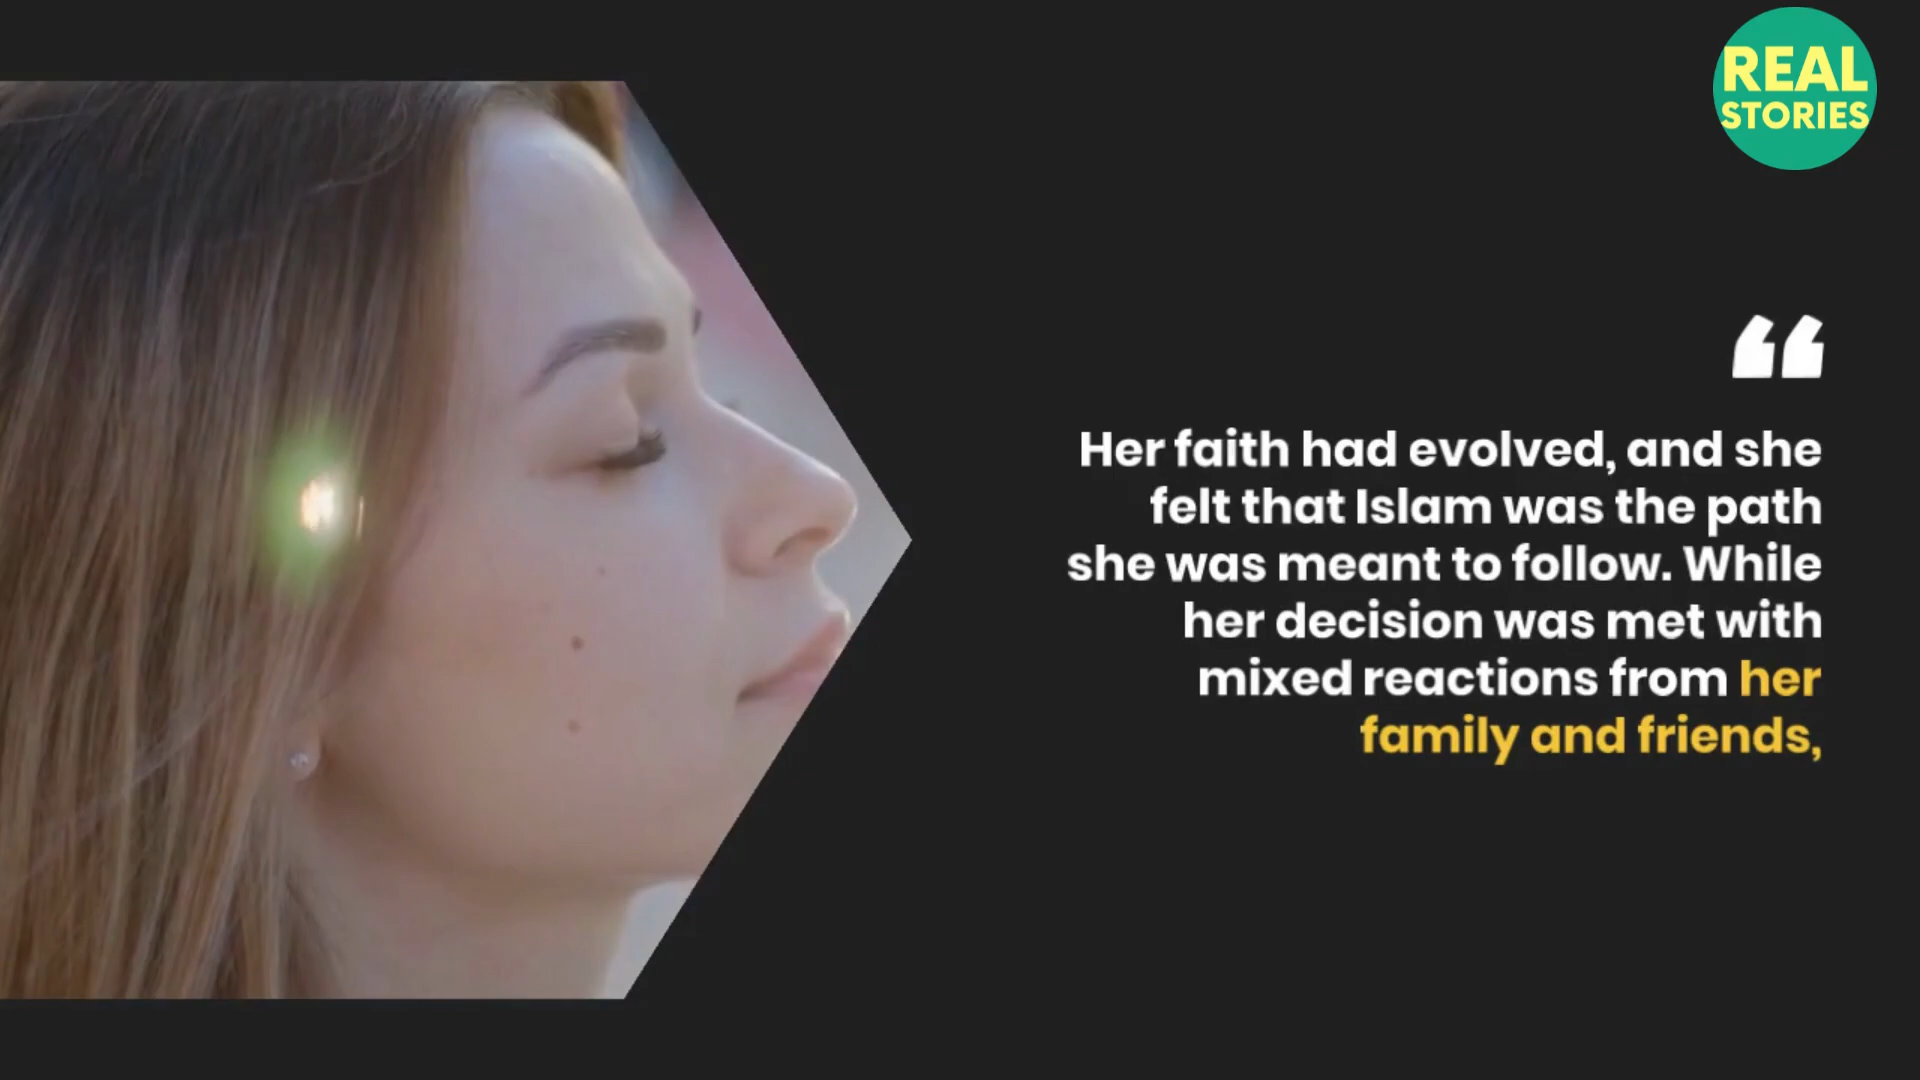 REAL
STORIES
“
Her faith had evolved, and she
felt that Islam was the path
she was meant to follow. While
her decision was met with
mixed reactions from her
family and friends,